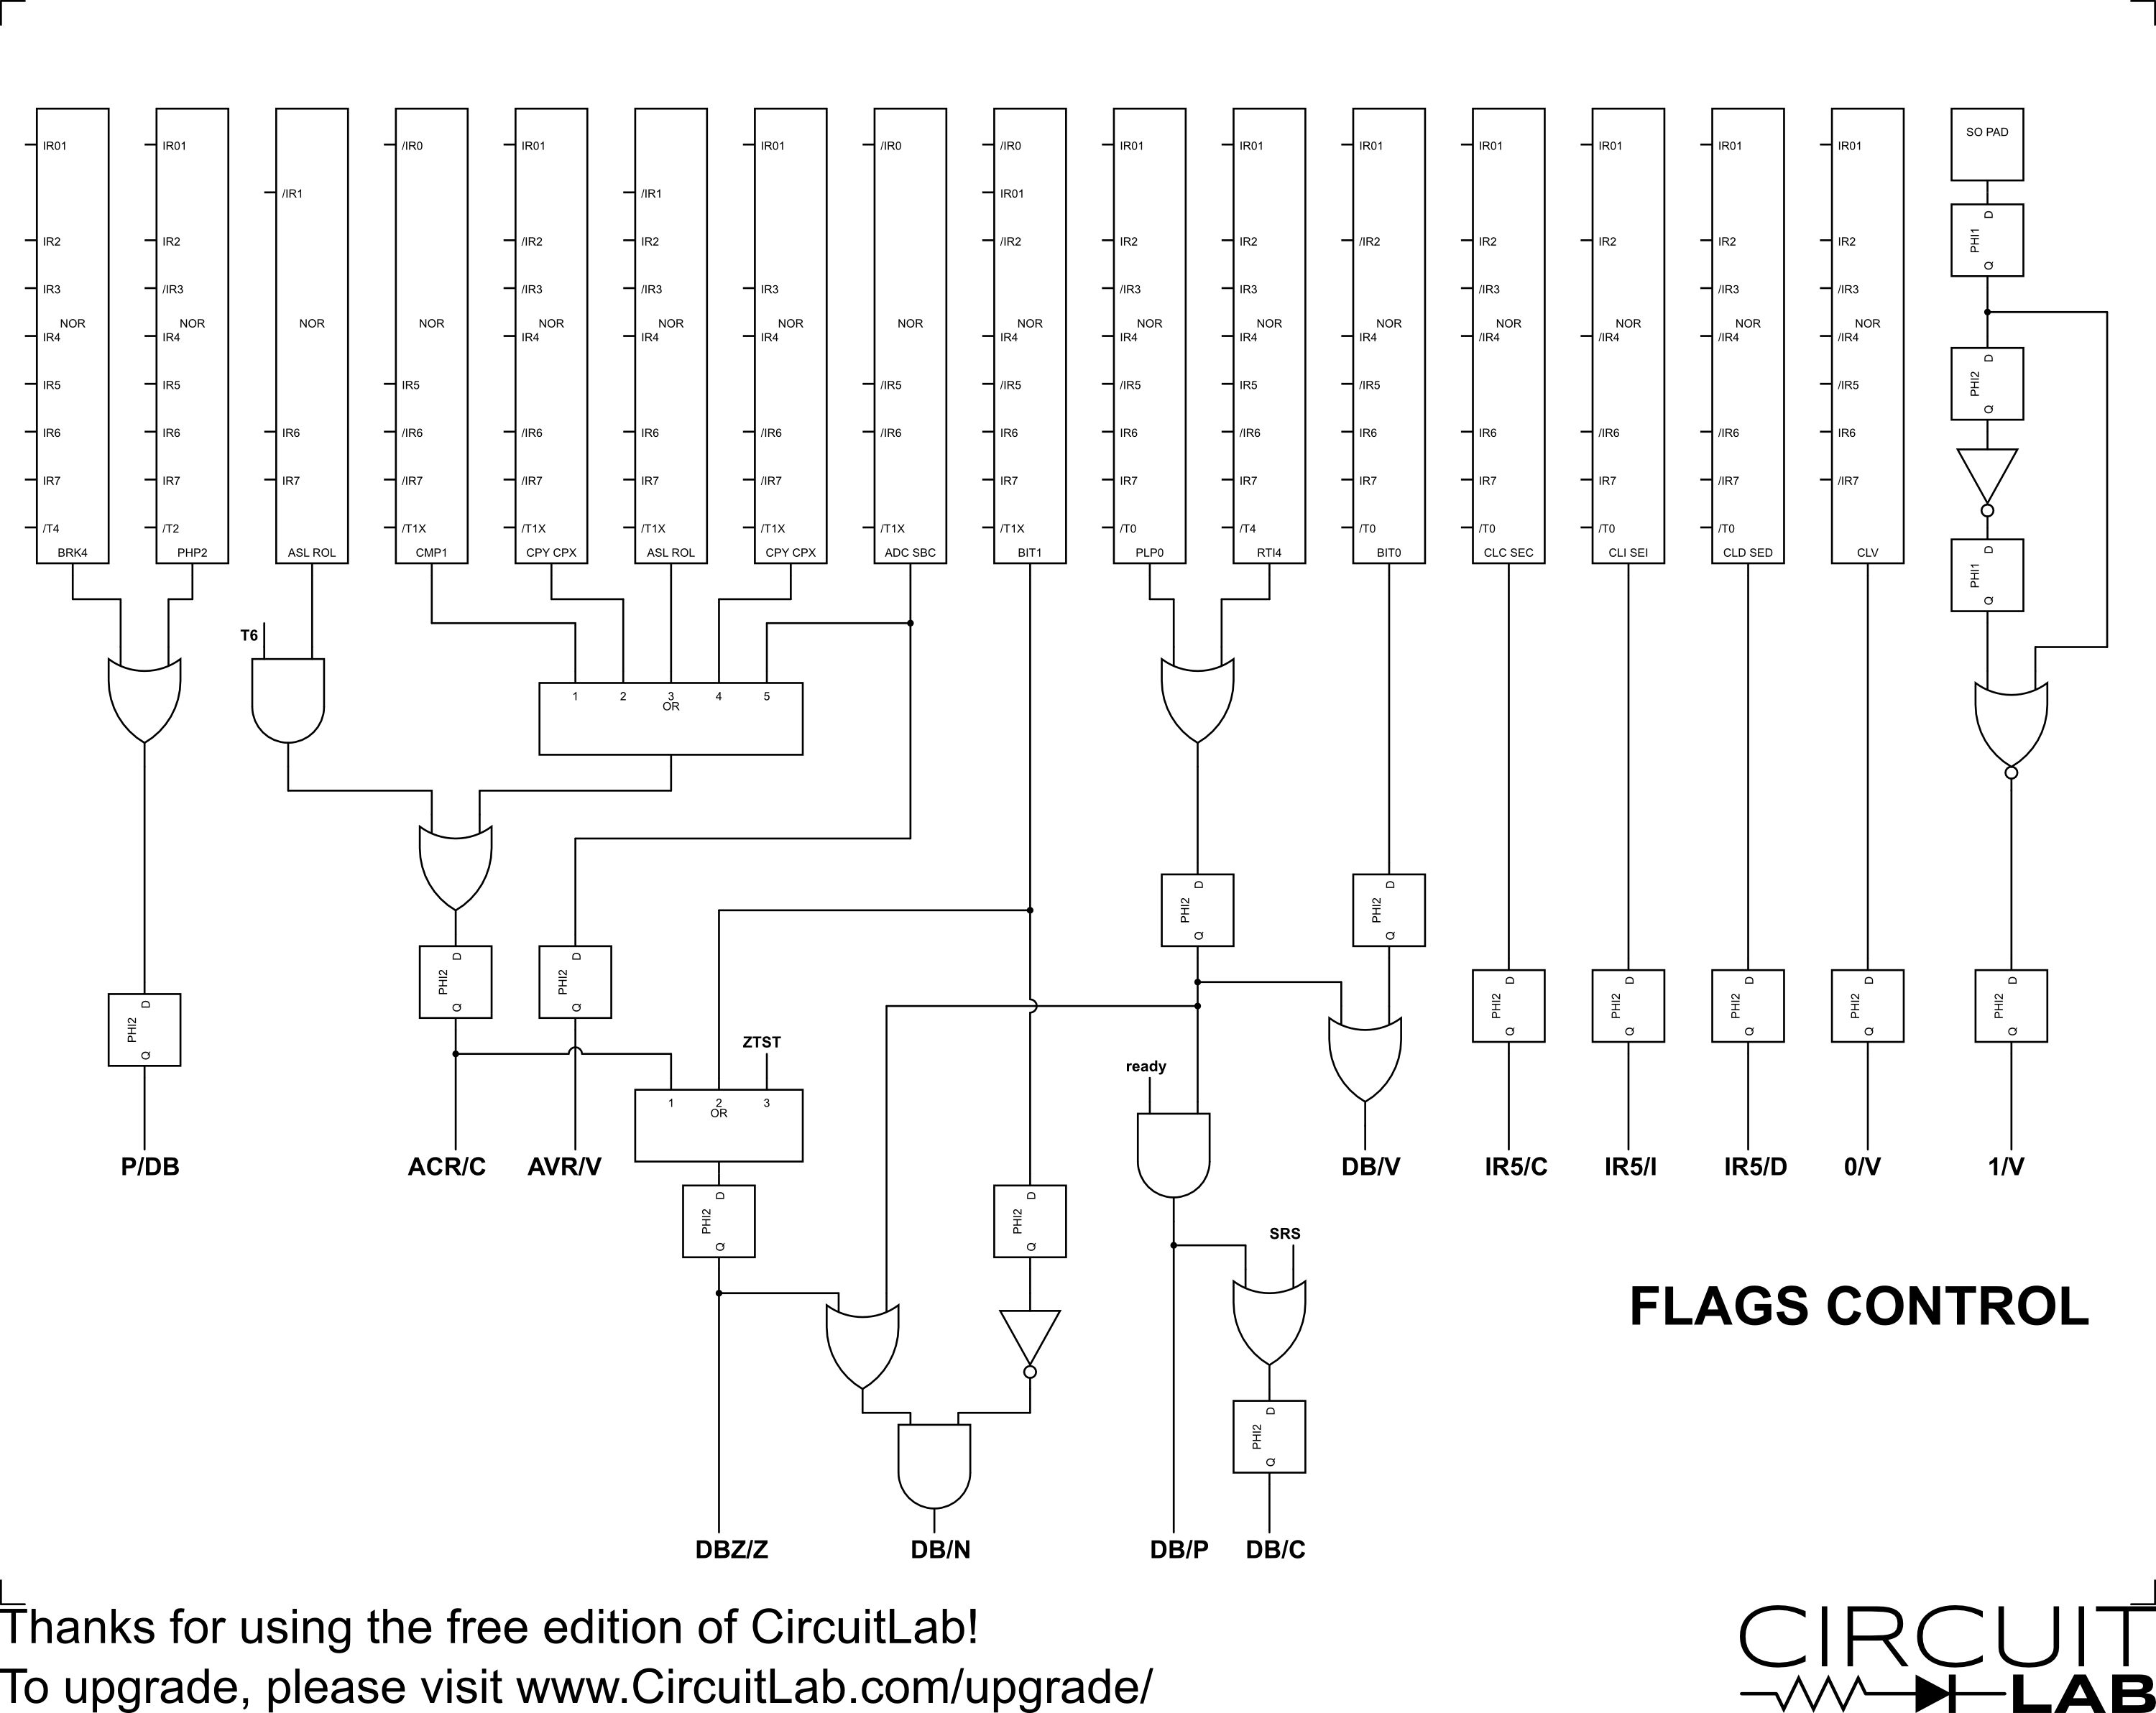 SO PAD
IR01 IR01 /IR0 IR01 IR01 /IR0 /IR0 IR01 IR01 IR01 IR01 IR01 IR01 IR01
/IR1 /IR1 IR01
IR2 IR2 /IR2 IR2 /IR2 IR2 IR2 /IR2 IR2 IR2 IR2 IR2
PHI1 D Q
IR3 /IR3 /IR3 /IR3 IR3 /IR3 IR3 /IR3 /IR3 /IR3
NOR NOR NOR NOR NOR NOR NOR NOR NOR NOR NOR NOR NOR NOR NOR NOR
IR4 IR4 IR4 IR4 IR4 IR4 IR4 IR4 IR4 /IR4 /IR4 /IR4 /IR4
PHI2 D Q
IR5 IR5 IR5 /IR5 /IR5 /IR5 IR5 /IR5 /IR5
IR6 IR6 IR6 /IR6 /IR6 IR6 /IR6 /IR6 IR6 IR6 /IR6 IR6 IR6 /IR6 /IR6 IR6
IR7 IR7 IR7 /IR7 /IR7 IR7 /IR7 IR7 IR7 IR7 IR7 IR7 IR7 /IR7 /IR7
/T4 /T2 /T1X /T1X /T1X /T1X /T1X /T1X /T0 /T4 /T0 /T0 /T0 /T0
BRK4 PHP2 ASL ROL CMP1 CPY CPX ASL ROL CPY CPX ADC SBC BIT1 PLP0 RTI4 BIT0 CLC SEC CLI SEI CLD SED CLV
PHI1 D Q
T6
1 2 3 4 5
OR
PHI2 D Q PHI2 D Q
PHI2 D Q PHI2 D Q
PHI2 D Q PHI2 D Q PHI2 D Q PHI2 D Q PHI2 D Q
PHI2 D Q
ZTST
ready
1 2 3
OR
P/DB ACR/C AVR/V DB/V IR5/C IR5/I IR5/D 0/V 1/V
PHI2 D Q PHI2 D Q
SRS
FLAGS CONTROL
PHI2 D Q
DBZ/Z DB/N DB/P DB/C
Thanks for using the free edition of CircuitLab!
To upgrade, please visit www.CircuitLab.com/upgrade/
CIRCUIT
LAB